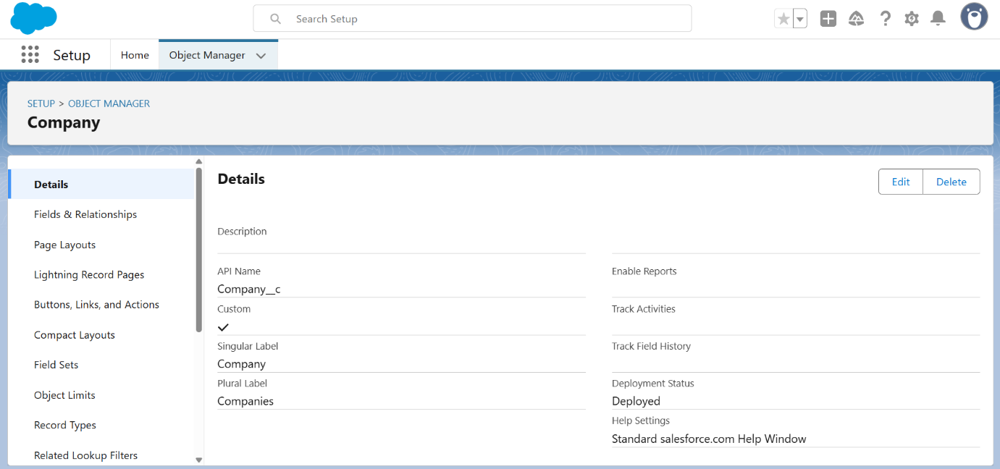 Search Setup
Setup
Home
Object Manager
SETUP > OBJECT MANAGER
Company
Details
Fields & Relationships
Page Layouts
Lightning Record Pages
Buttons, Links, and Actions
Compact Layouts
Field Sets
Object Limits
Record Types
Related Lookup Filters
Details
Edit
Delete
Description
API Name
Company__c
Custom
Singular Label
Company
Plural Label
Companies
Enable Reports
Track Activities
Track Field History
Deployment Status
Deployed
Help Settings
Standard salesforce.com Help Window